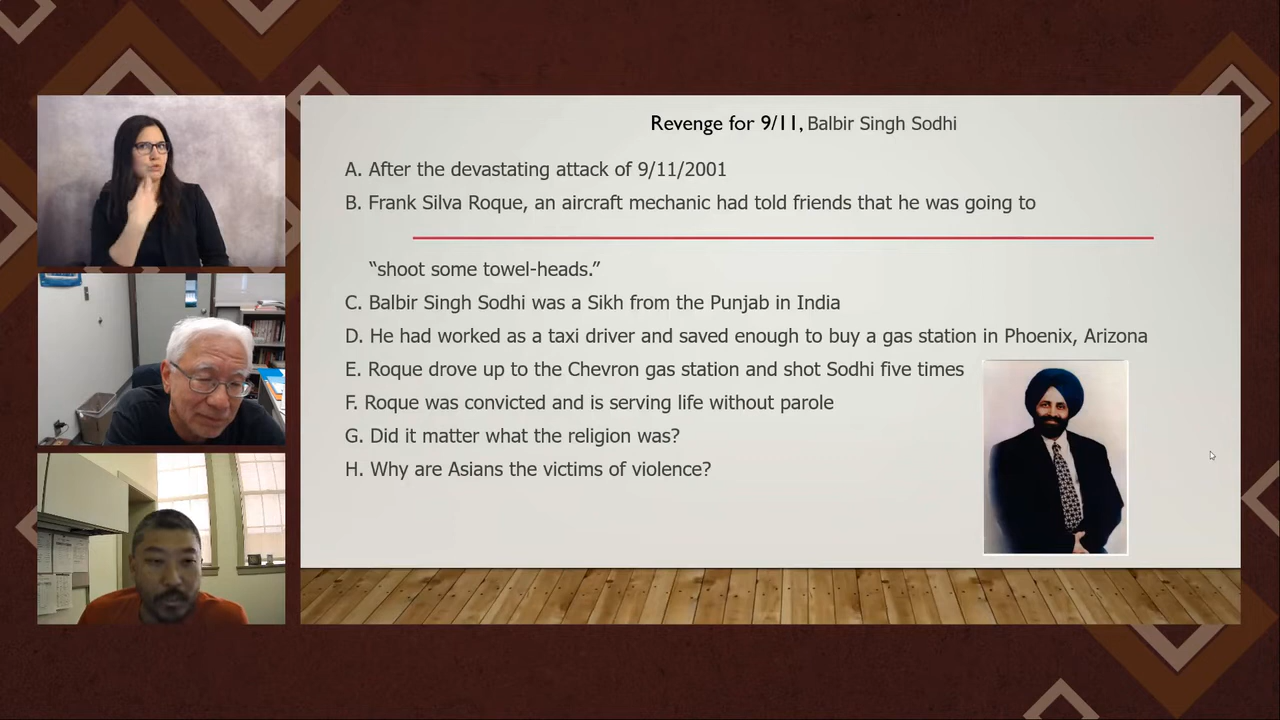 Revenge for 9/11, Balbir Singh Sodhi
A. After the devastating attack of 9/11/2001
B. Frank Silva Roque, an aircraft mechanic had told friends that he was going to
“shoot some towel-heads.”
C. Balbir Singh Sodhi was a Sikh from the Punjab in India
D. He had worked as a taxi driver and saved enough to buy a gas station in Phoenix, Arizona
E. Roque drove up to the Chevron gas station and shot Sodhi five times
F. Roque was convicted and is serving life without parole
G. Did it matter what the religion was?
H. Why are Asians the victims of violence?